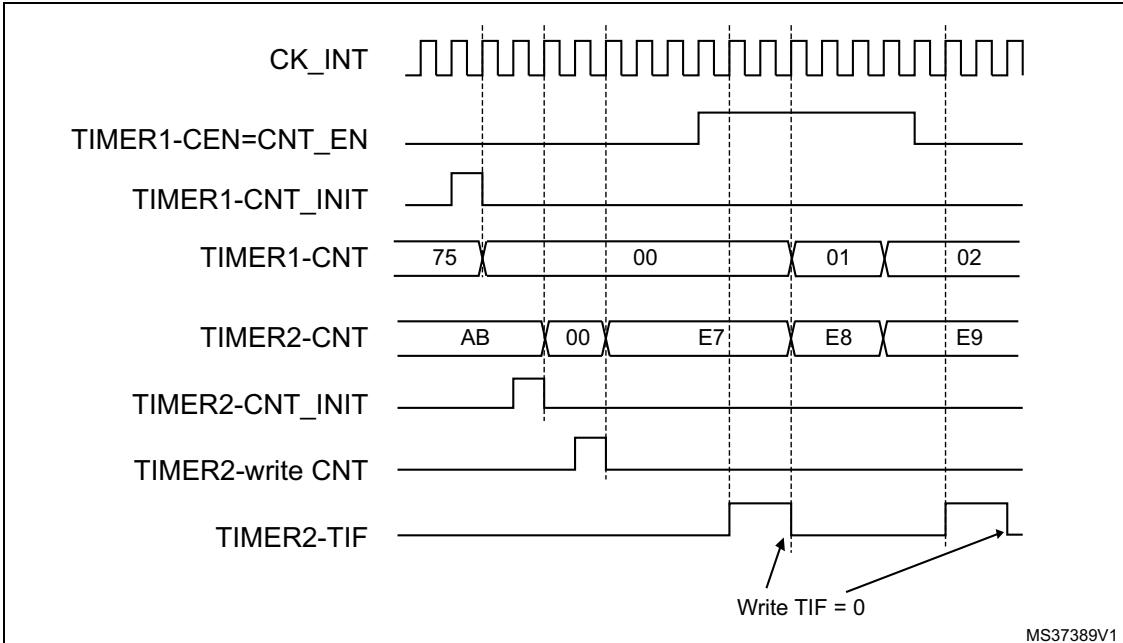 CK_INT
TIMER1-CEN=CNT_EN
TIMER1-CNT_INIT
TIMER1-CNT 75 00 01 02
TIMER2-CNT AB 00 E7 E8 E9
TIMER2-CNT_INIT
TIMER2-write CNT
TIMER2-TIF
Write TIF = 0
MS37389V1